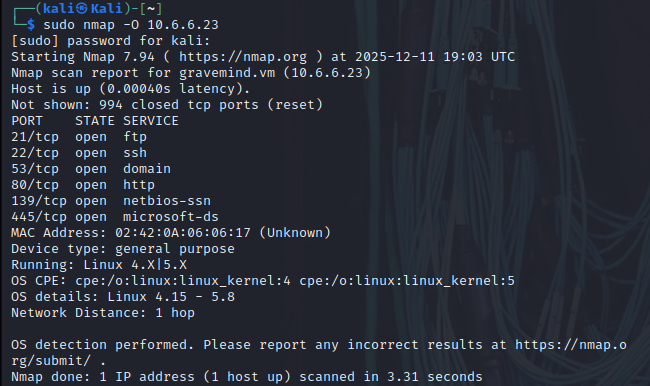 ┌──(kali㉿Kali)-[~]
└─$ sudo nmap -O 10.6.6.23
[sudo] password for kali:
Starting Nmap 7.94 ( https://nmap.org ) at 2025-12-11 19:03 UTC
Nmap scan report for gravemind.vm (10.6.6.23)
Host is up (0.00040s latency).
Not shown: 994 closed tcp ports (reset)
PORT    STATE SERVICE
21/tcp  open  ftp
22/tcp  open  ssh
53/tcp  open  domain
80/tcp  open  http
139/tcp open  netbios-ssn
445/tcp open  microsoft-ds
MAC Address: 02:42:0A:06:06:17 (Unknown)
Device type: general purpose
Running: Linux 4.X|5.X
OS CPE: cpe:/o:linux:linux_kernel:4 cpe:/o:linux:linux_kernel:5
OS details: Linux 4.15 - 5.8
Network Distance: 1 hop
OS detection performed. Please report any incorrect results at https://nmap.o
rg/submit/ .
Nmap done: 1 IP address (1 host up) scanned in 3.31 seconds